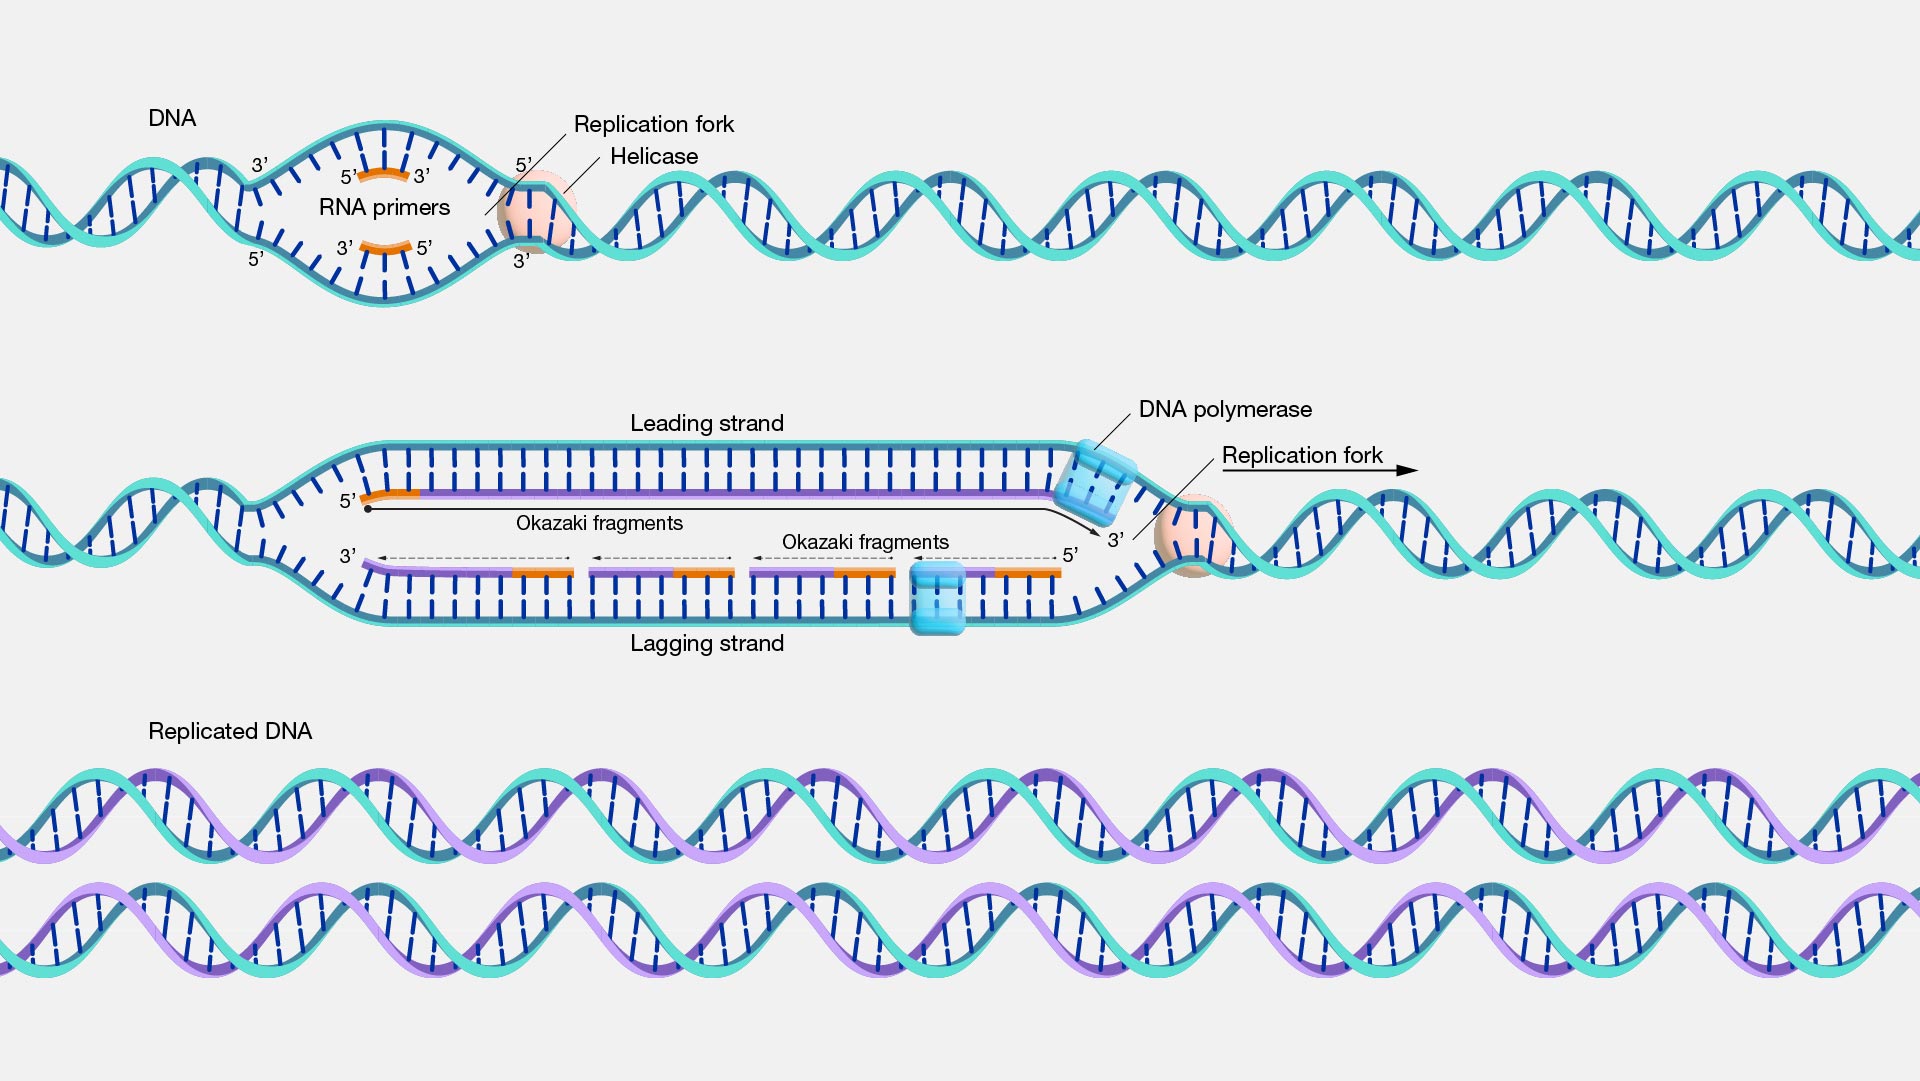 DNA
Replication fork
Helicase
3’
5’
5’
3’
RNA primers
3’
5’
5’
3’
DNA polymerase
Leading strand
Replication fork
5’
Okazaki fragments
3’
Okazaki fragments
3’
5’
Lagging strand
Replicated DNA